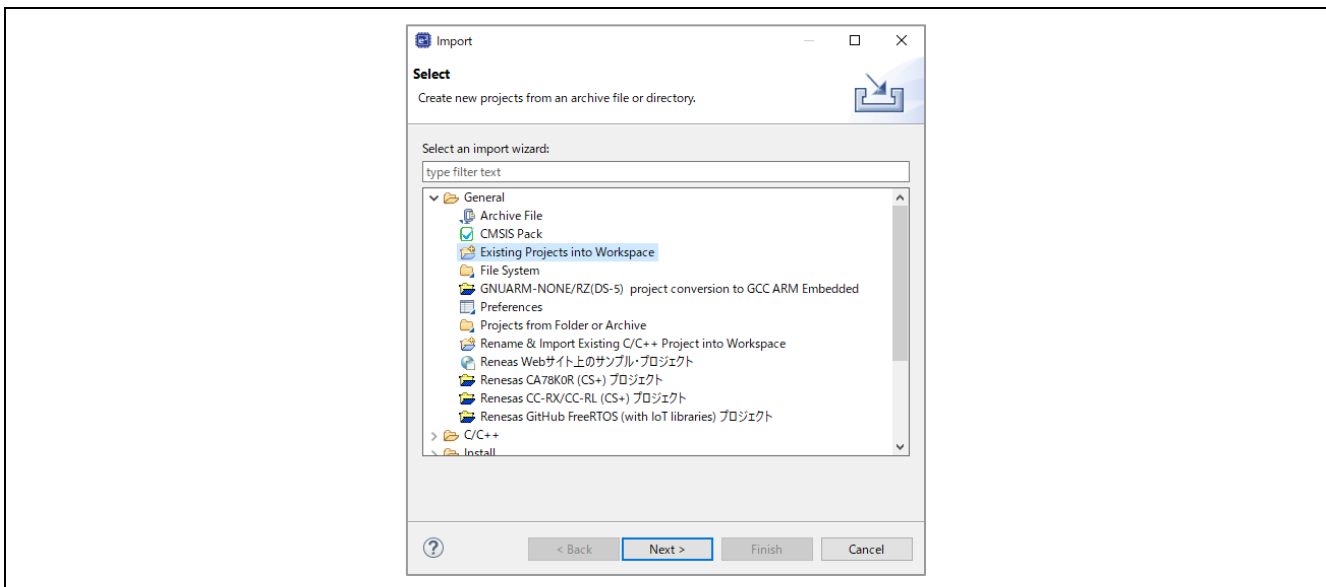 Import
Select
Create new projects from an archive file or directory.
Select an import wizard:
type filter text
General
Archive File
CMSIS Pack
Existing Projects into Workspace
File System
GNUARM-NONE/RZ(DS-5) project conversion to GCC ARM Embedded
Preferences
Projects from Folder or Archive
Rename & Import Existing C/C++ Project into Workspace
Reneas Webサイト上のサンプル・プロジェクト
Renesas CA78K0R (CS+) プロジェクト
Renesas CC-RX/CC-RL (CS+) プロジェクト
Renesas GitHub FreeRTOS (with IoT libraries) プロジェクト
C/C++
Install
? < Back Next > Finish Cancel